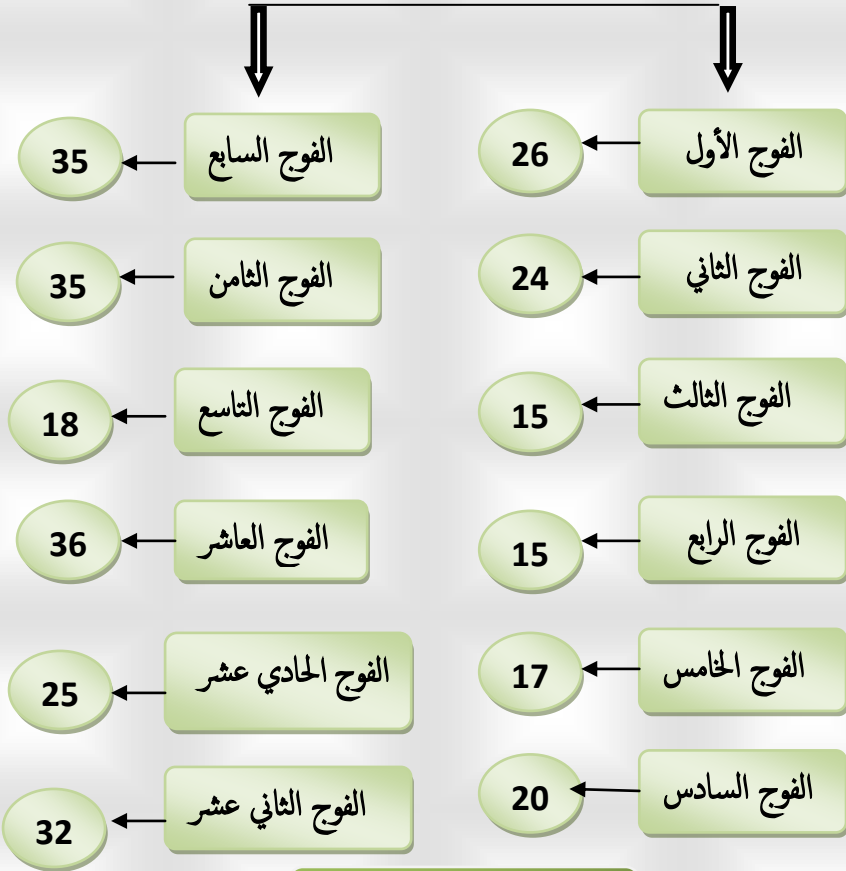 الفوج الأول
26
الفوج الثاني
24
الفوج الثالث
15
الفوج الرابع
15
الفوج الخامس
17
الفوج السادس
20
الفوج السابع
35
الفوج الثامن
35
الفوج التاسع
18
الفوج العاشر
36
الفوج الحادي عشر
25
الفوج الثاني عشر
32